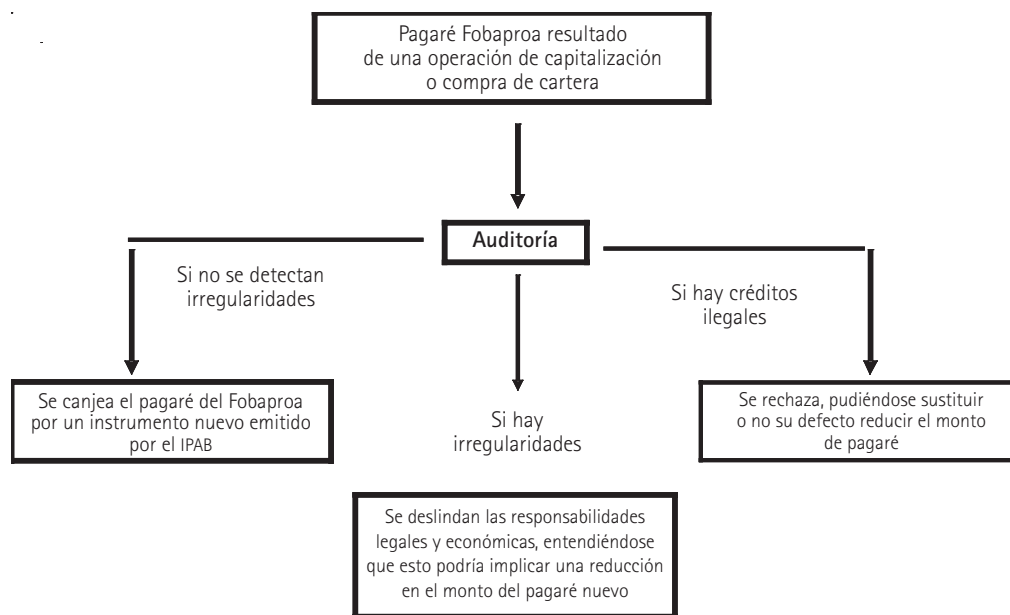 Pagaré Fobaproa resultado
de una operación de capitalización
o compra de cartera
Auditoría
Si no se detectan
irregularidades
Si hay créditos
ilegales
Se canjea el pagaré del Fobaproa
por un instrumento nuevo emitido
por el IPAB
Si hay
irregularidades
Se rechaza, pudiéndose sustituir
o no su defecto reducir el monto
de pagaré
Se deslindan las responsabilidades
legales y económicas, entendiéndose
que esto podría implicar una reducción
en el monto del pagaré nuevo